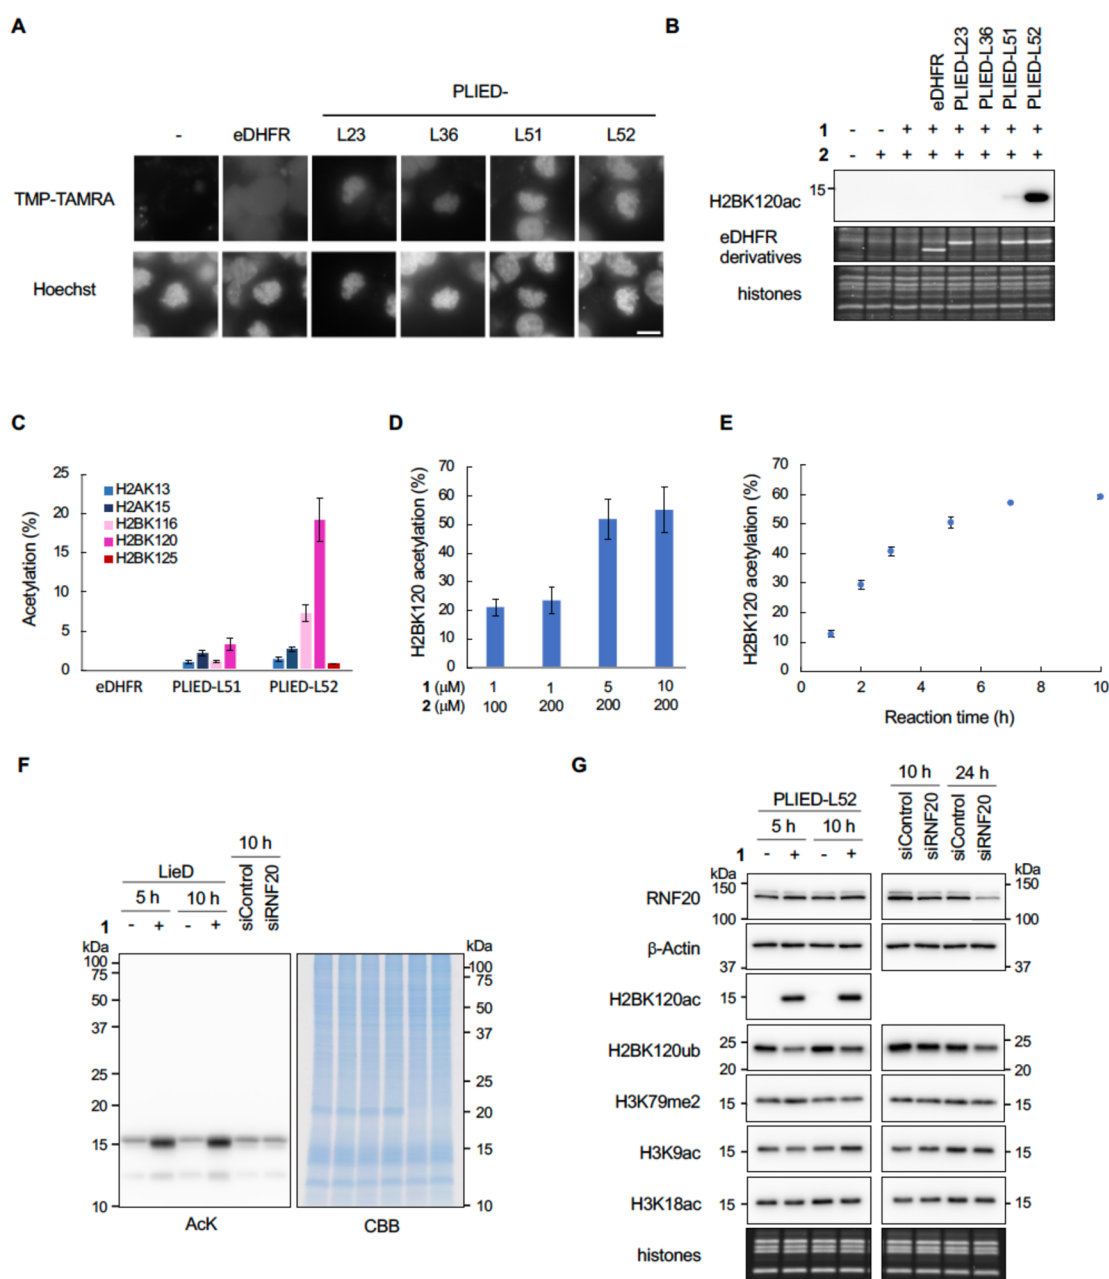 A
PLIED-
- eDHFR L23 L36 L51 L52
TMP-TAMRA
Hoechst
B
eDHFR
PLIED-L23
PLIED-L36
PLIED-L51
PLIED-L52
1 - - + + + + + +
2 - + + + + + + +
15
H2BK120ac
eDHFR
derivatives
histones
C
Acetylation (%)
25
20
15
10
5
0
H2AK13
H2AK15
H2BK116
H2BK120
H2BK125
eDHFR PLIED-L51 PLIED-L52
D
H2BK120 acetylation (%)
70
60
50
40
30
20
10
0
1 (μM) 1 1 5 10
2 (μM) 100 200 200 200
E
H2BK120 acetylation (%)
70
60
50
40
30
20
10
0
0 2 4 6 8 10
Reaction time (h)
F
10 h
LieD
siControl
siRNF20
5 h 10 h
1 - + - +
kDa
100
75
50
37
25
20
15
10
kDa
100
75
50
37
25
20
15
10
AcK
CBB
G
PLIED-L52
5 h 10 h
1 - + - +
10 h 24 h
siControl
siRNF20
siControl
siRNF20
kDa kDa
RNF20 150 100 150 100
β-Actin 37 37
H2BK120ac 15
H2BK120ub 25 20 25 20
H3K79me2 15 15
H3K9ac 15 15
H3K18ac 15 15
histones